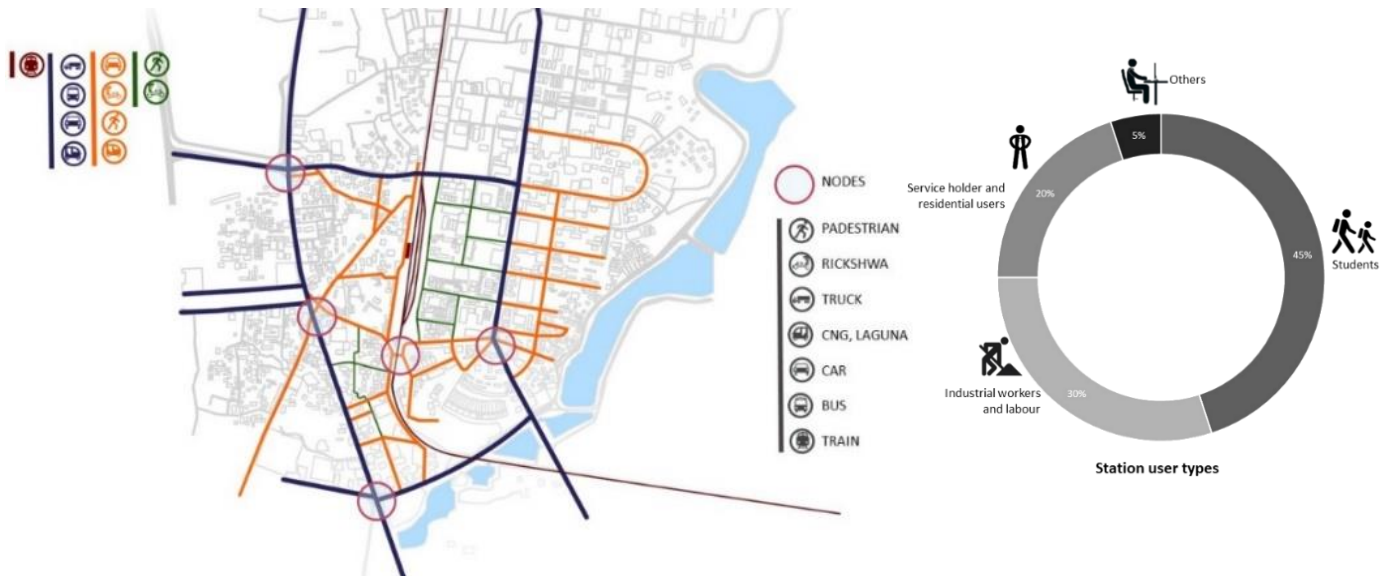 NODES
PADESTRIAN
RICKSHWA
TRUCK
CNG, LAGUNA
CAR
BUS
TRAIN
Others
5%
Service holder and
residential users
20%
45%
Students
Industrial workers
and labour
30%
Station user types